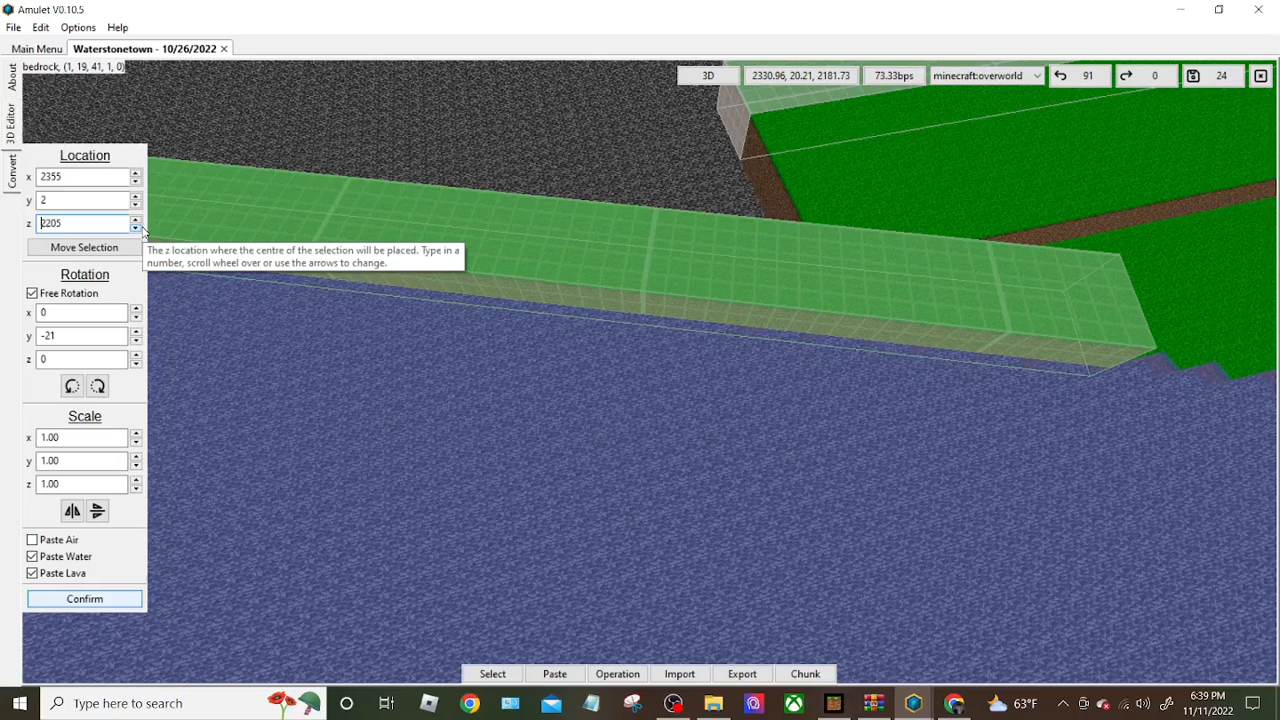 Amulet V0.10.5
File Edit Options Help
Main Menu Waterstonetown - 10/26/2022
bedrock, (1, 19, 41, 1, 0)
3D 2330.96, 20.21, 2181.73 73.33bps minecraft:overworld 91 0 24
About
3D Editor
Convert
Location
x 2355
y 2
z 2205
Move Selection
The z location where the centre of the selection will be placed. Type in a
number, scroll wheel over or use the arrows to change.
Rotation
Free Rotation
x 0
y -21
z 0
Scale
x 1.00
y 1.00
z 1.00
Paste Air
Paste Water
Paste Lava
Confirm
Select Paste Operation Import Export Chunk
Type here to search
63°F
6:39 PM
11/11/2022